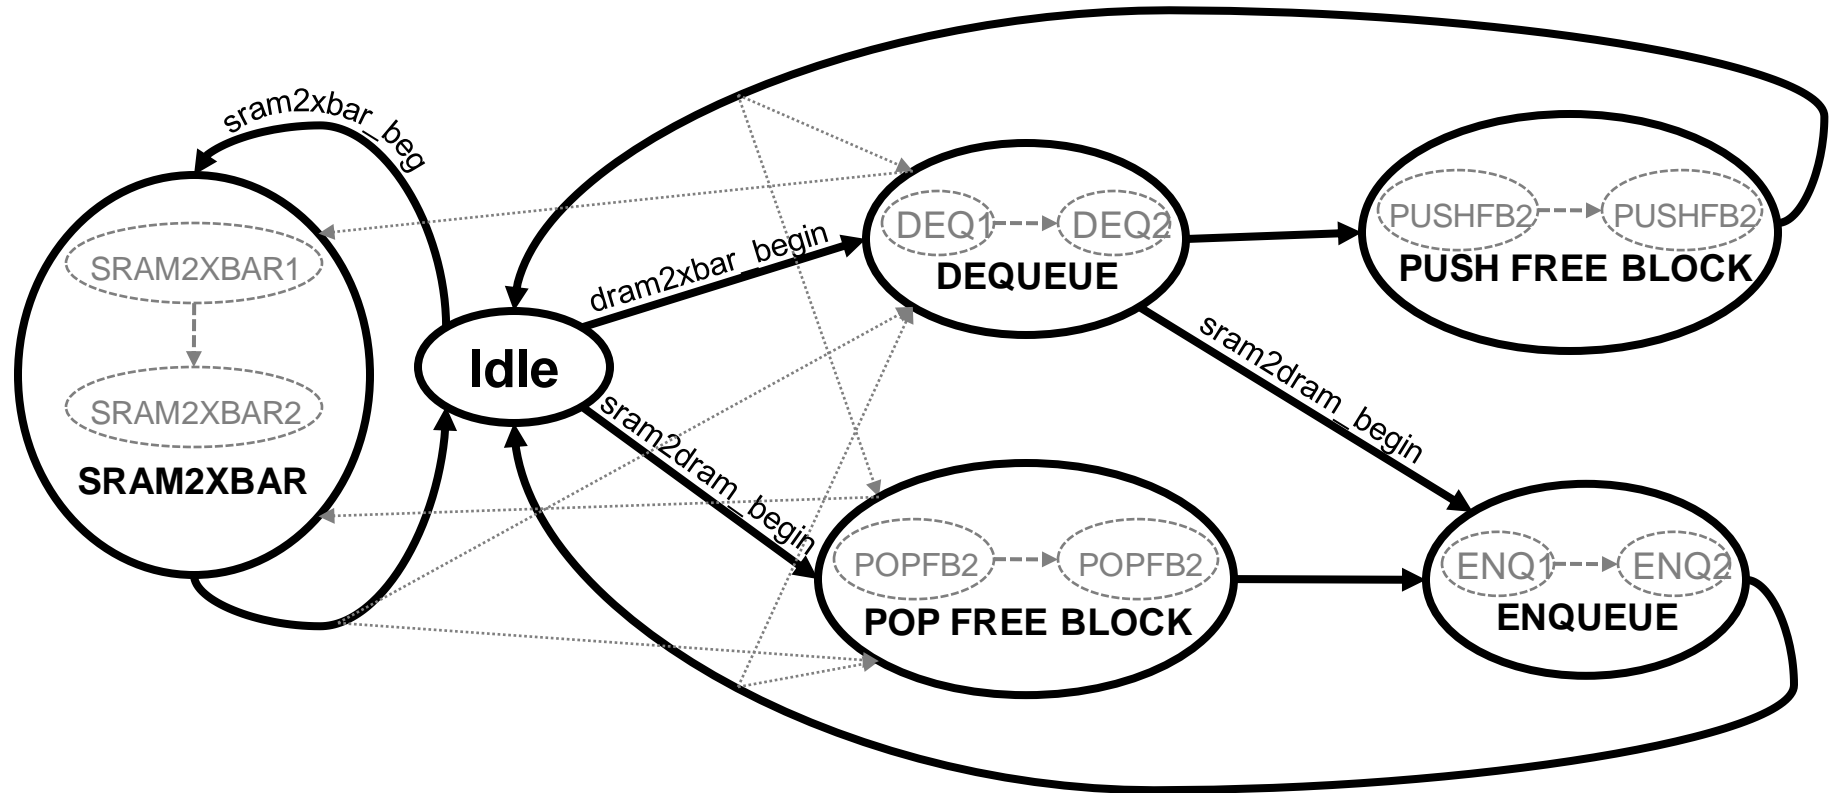 sram2xbar_beg
SRAM2XBAR1
SRAM2XBAR2
SRAM2XBAR
Idle
dram2xbar_begin
sram2dram_begin
DEQ1
DEQ2
DEQUEUE
PUSHFB2
PUSHFB2
PUSH FREE BLOCK
sram2dram_begin
POPFB2
POPFB2
POP FREE BLOCK
ENQ1
ENQ2
ENQUEUE